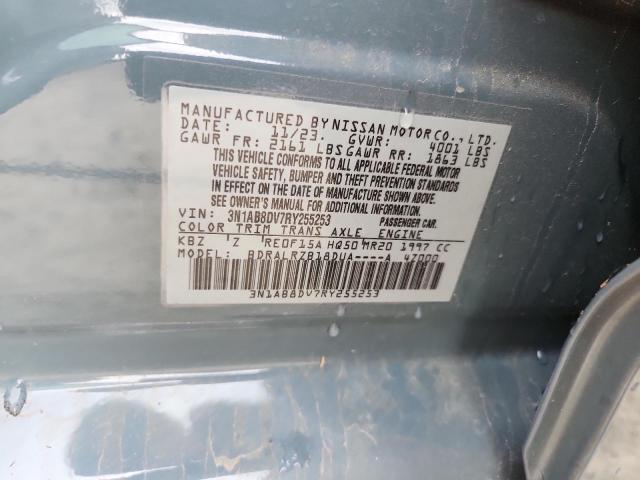 MANUFACTURED BY NISSAN MOTOR CO., LTD.
DATE: 11/23. GVWR: 4001 LBS
GAWR FR: 2161 LBS GAWR RR: 1863 LBS
THIS VEHICLE CONFORMS TO ALL APPLICABLE FEDERAL MOTOR
VEHICLE SAFETY, BUMPER, AND THEFT PREVENTION STANDARDS
IN EFFECT ON THE DATE OF MANUFACTURE SHOWN ABOVE.
SEE OWNER'S MANUAL FOR ADDITIONAL INFORMATION.
VIN: 3N1AB8DV7RY255253 PASSENGER CAR
COLOR TRIM TRANS AXLE ENGINE
KBZ Z RE0F15A HQ50 MR20 1997 CC
MODEL: BDRALRZB18DUA----A 4Z000
3N1AB8DV7RY255253